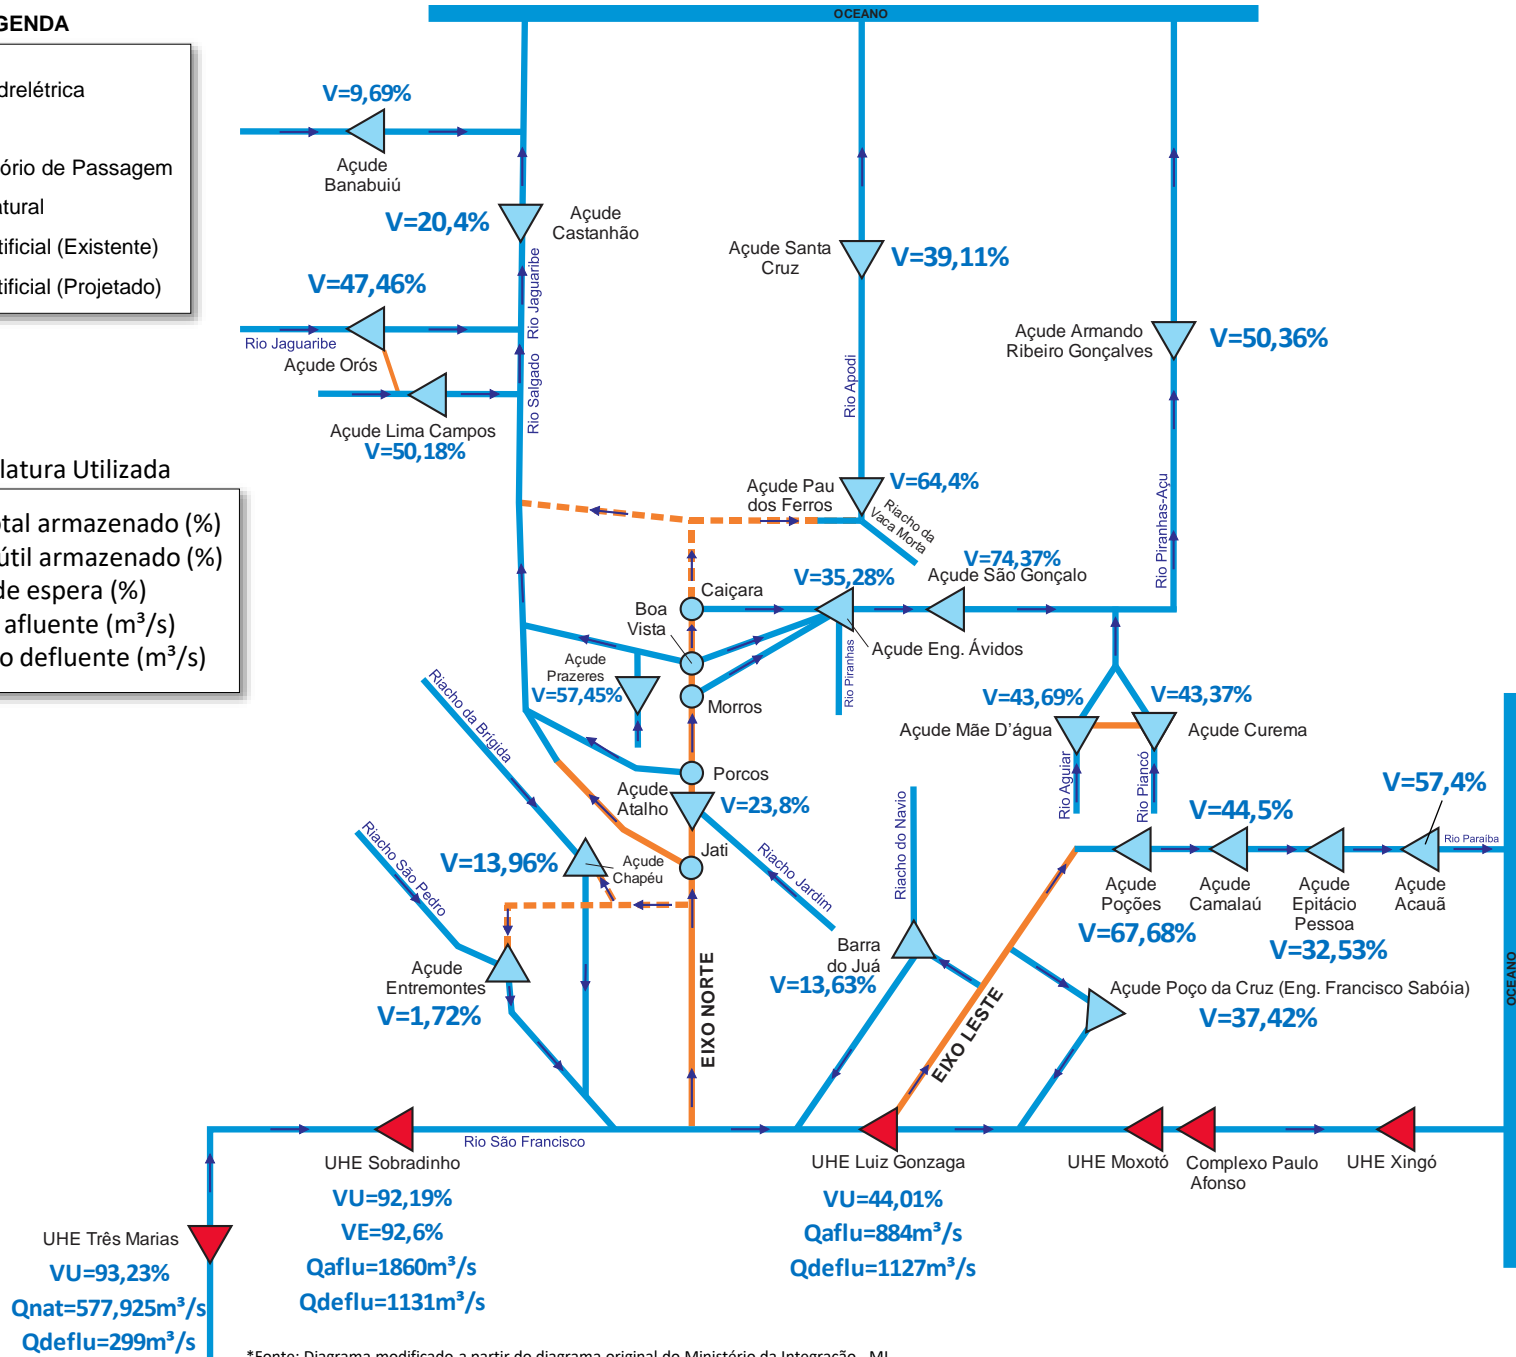 OCEANO
GENDA
drelétrica
ório de Passagem
atural
tificial (Existente)
tificial (Projetado)
V=9,69%
Açude
Banabuiú
V=20,4%
Açude
Castanhão
Rio Jaguaribe
V=47,46%
Rio Jaguaribe
Açude Orós
Rio Salgado
Açude Lima Campos
V=50,18%
Açude Santa
Cruz
V=39,11%
Rio Apodi
Açude Armando
Ribeiro Gonçalves
V=50,36%
Rio Piranhas-Açu
latura Utilizada
otal armazenado (%)
útil armazenado (%)
de espera (%)
afluente (m³/s)
o defluente (m³/s)
Açude Pau
dos Ferros
V=64,4%
Riacho da
Vaca Morta
V=74,37%
Açude São Gonçalo
V=35,28%
Caiçara
Boa
Vista
Açude Eng. Ávidos
Rio Piranhas
Açude
Prazeres
V=57,45%
Morros
Riacho da Brígida
Porcos
V=43,69%
V=43,37%
Açude Mãe D'água
Açude Curema
Rio Aguiar
Rio Piancó
Açude
Atalho
V=23,8%
Jati
Riacho Jardim
Riacho do Navio
V=57,4%
V=44,5%
Rio Paraíba
Riacho São Pedro
V=13,96%
Açude
Chapéu
Açude
Poções
V=67,68%
Açude
Camalaú
Açude
Epitácio
Pessoa
V=32,53%
Açude
Acauã
Açude
Entremontes
V=1,72%
Barra
do Juá
V=13,63%
Açude Poço da Cruz (Eng. Francisco Sabóia)
V=37,42%
OCEANO
EIXO NORTE
EIXO LESTE
Rio São Francisco
UHE Sobradinho
VU=92,19%
VE=92,6%
Qaflu=1860m³/s
Qdeflu=1131m³/s
UHE Luiz Gonzaga
VU=44,01%
Qaflu=884m³/s
Qdeflu=1127m³/s
UHE Moxotó
Complexo Paulo
Afonso
UHE Xingó
UHE Três Marias
VU=93,23%
Qnat=577,925m³/s
Qdeflu=299m³/s
*Fonte: Diagrama modificado a partir do diagrama original do Ministério da Integração - MI